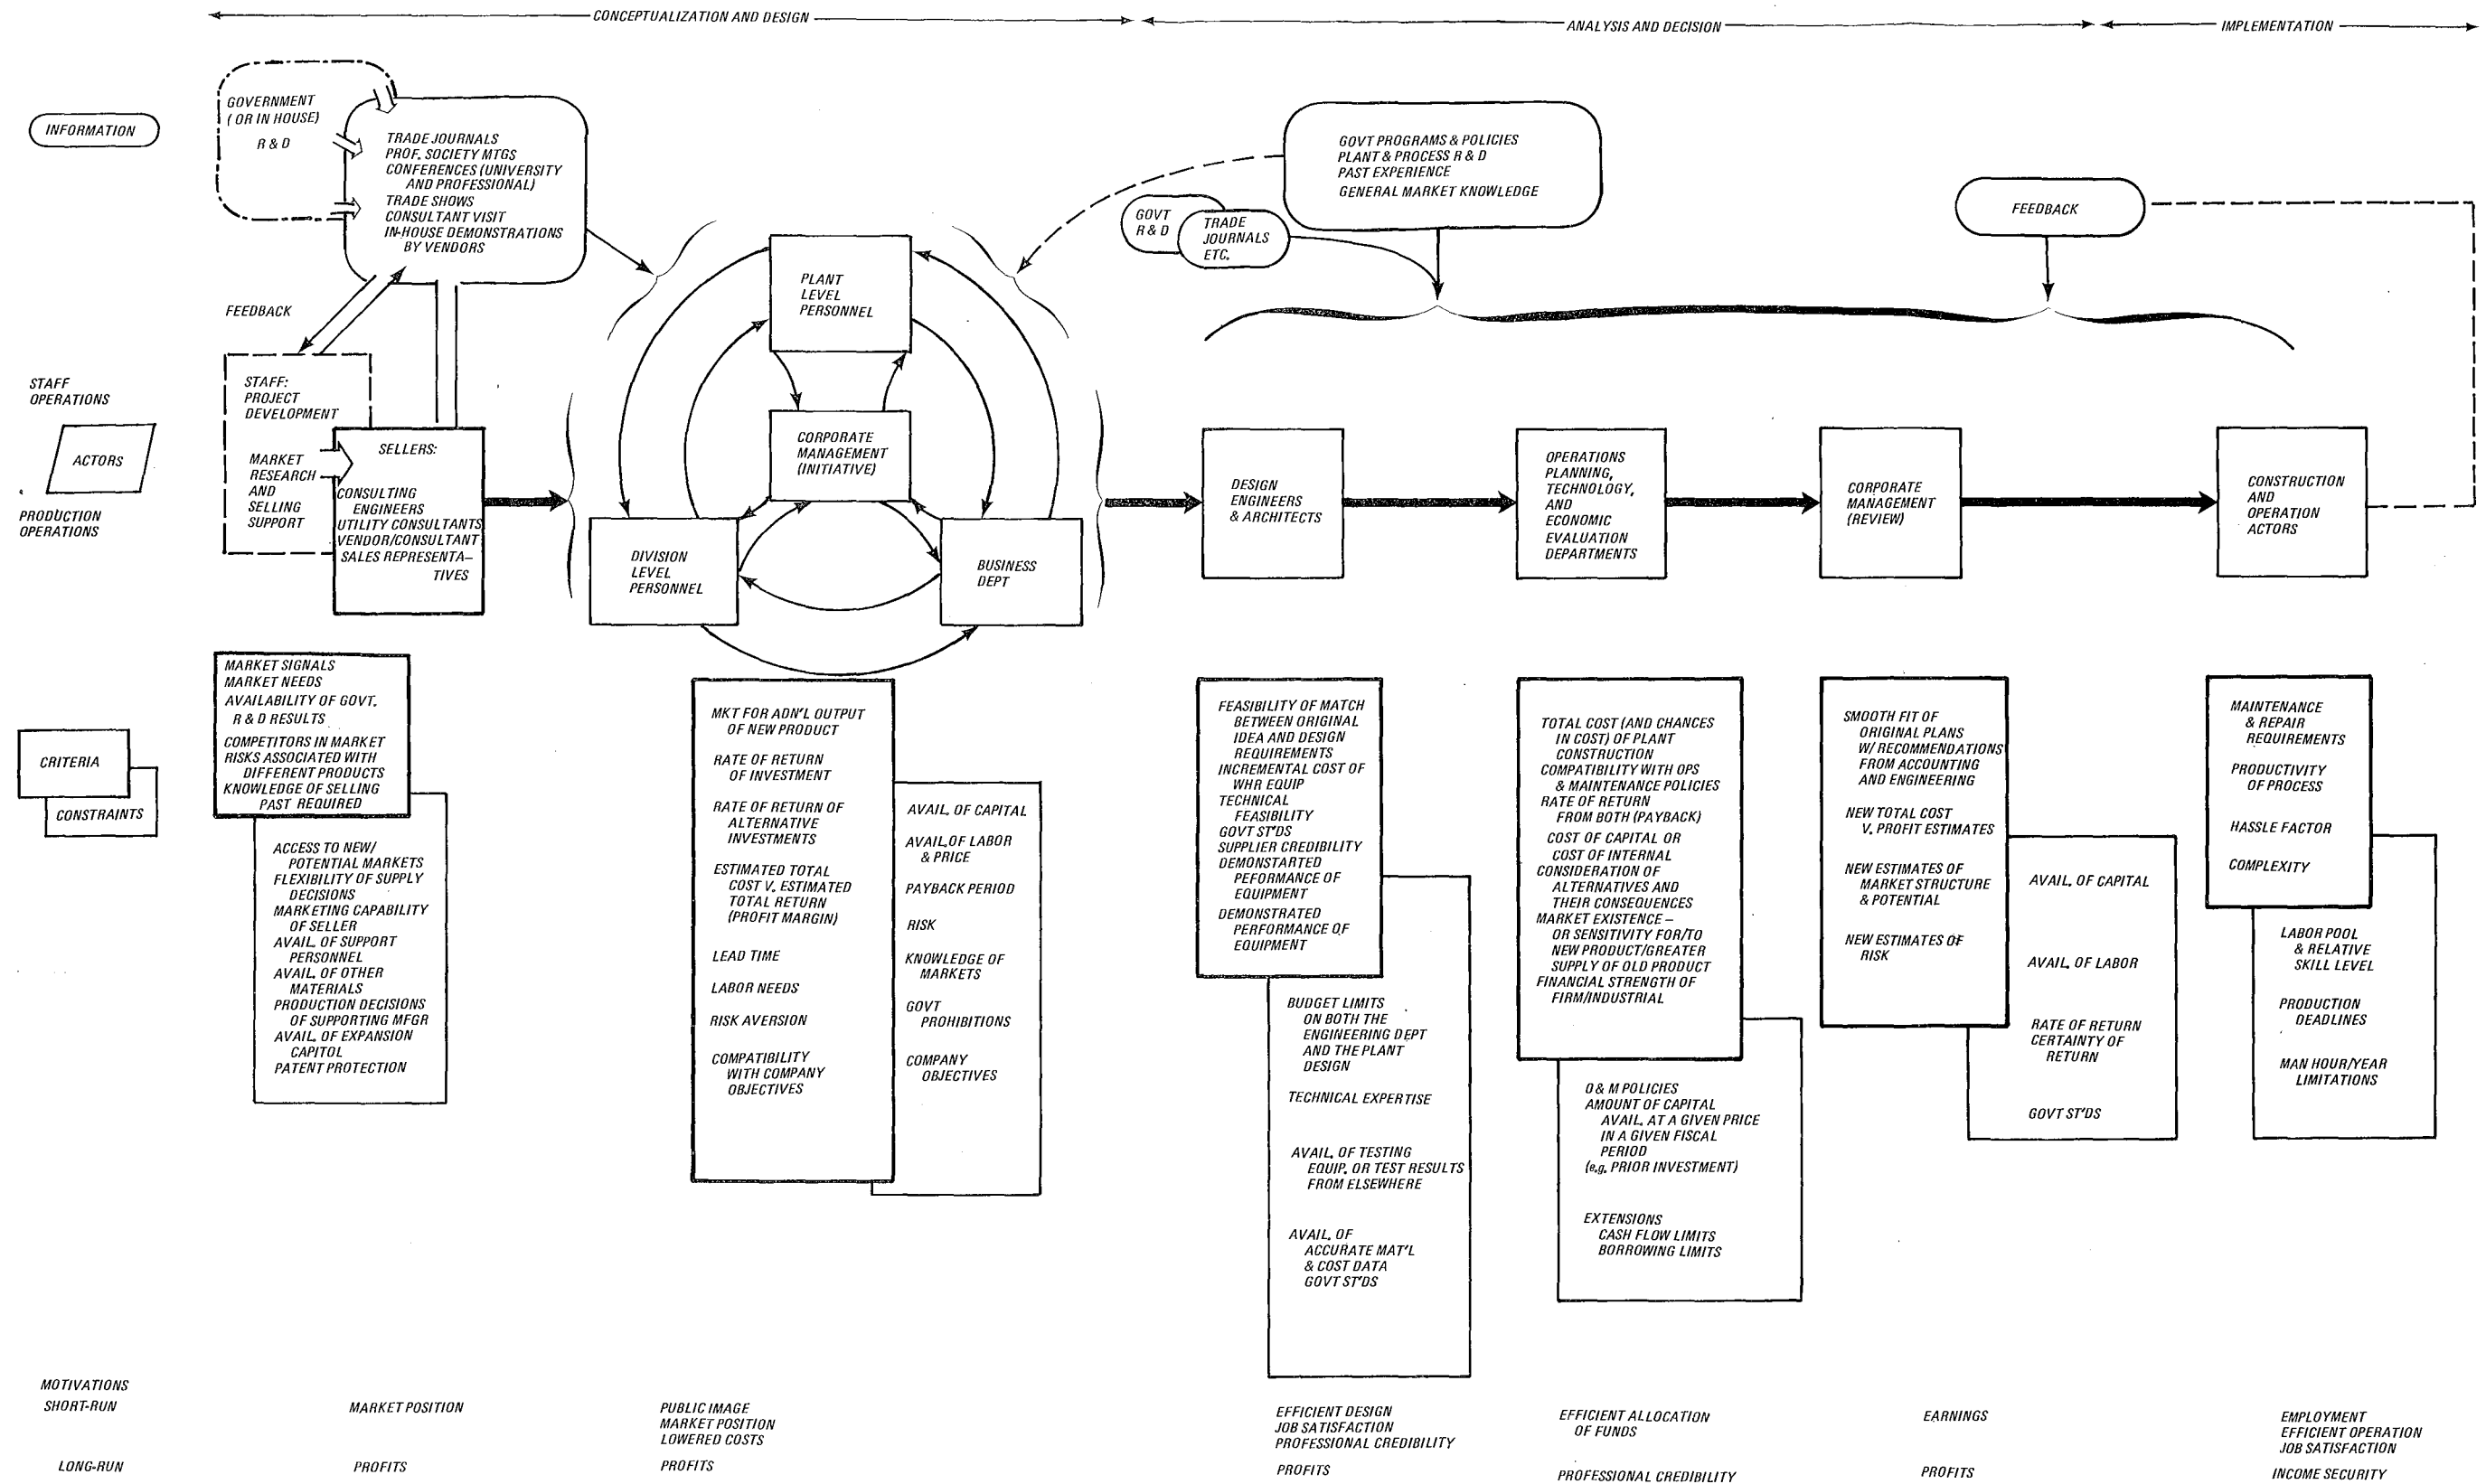 CONCEPTUALIZATION AND DESIGN
ANALYSIS AND DECISION
IMPLEMENTATION
INFORMATION
GOVERNMENT
( OR IN HOUSE)
R & D
TRADE JOURNALS
PROF. SOCIETY MTGS
CONFERENCES (UNIVERSITY
AND PROFESSIONAL)
TRADE SHOWS
CONSULTANT VISIT
IN-HOUSE DEMONSTRATIONS
BY VENDORS
GOVT PROGRAMS & POLICIES
PLANT & PROCESS R & D
PAST EXPERIENCE
GENERAL MARKET KNOWLEDGE
GOVT
R & D
TRADE
JOURNALS
ETC.
FEEDBACK
FEEDBACK
STAFF
OPERATIONS
ACTORS
PRODUCTION
OPERATIONS
STAFF:
PROJECT
DEVELOPMENT
MARKET
RESEARCH
AND
SELLING
SUPPORT
SELLERS:
CONSULTING
ENGINEERS
UTILITY CONSULTANTS
VENDOR/CONSULTANT
SALES REPRESENTA-
TIVES
PLANT
LEVEL
PERSONNEL
CORPORATE
MANAGEMENT
(INITIATIVE)
DIVISION
LEVEL
PERSONNEL
BUSINESS
DEPT
DESIGN
ENGINEERS
& ARCHITECTS
OPERATIONS
PLANNING,
TECHNOLOGY,
AND
ECONOMIC
EVALUATION
DEPARTMENTS
CORPORATE
MANAGEMENT
(REVIEW)
CONSTRUCTION
AND
OPERATION
ACTORS
CRITERIA
CONSTRAINTS
MARKET SIGNALS
MARKET NEEDS
AVAILABILITY OF GOVT.
R & D RESULTS
COMPETITORS IN MARKET
RISKS ASSOCIATED WITH
DIFFERENT PRODUCTS
KNOWLEDGE OF SELLING
PAST REQUIRED
ACCESS TO NEW/
POTENTIAL MARKETS
FLEXIBILITY OF SUPPLY
DECISIONS
MARKETING CAPABILITY
OF SELLER
AVAIL. OF SUPPORT
PERSONNEL
AVAIL. OF OTHER
MATERIALS
PRODUCTION DECISIONS
OF SUPPORTING MFGR
AVAIL. OF EXPANSION
CAPITOL
PATENT PROTECTION
MKT FOR ADN'L OUTPUT
OF NEW PRODUCT
RATE OF RETURN
OF INVESTMENT
RATE OF RETURN OF
ALTERNATIVE
INVESTMENTS
ESTIMATED TOTAL
COST V. ESTIMATED
TOTAL RETURN
(PROFIT MARGIN)
LEAD TIME
LABOR NEEDS
RISK AVERSION
COMPATIBILITY
WITH COMPANY
OBJECTIVES
AVAIL. OF CAPITAL
AVAIL. OF LABOR
& PRICE
PAYBACK PERIOD
RISK
KNOWLEDGE OF
MARKETS
GOVT
PROHIBITIONS
COMPANY
OBJECTIVES
FEASIBILITY OF MATCH
BETWEEN ORIGINAL
IDEA AND DESIGN
REQUIREMENTS
INCREMENTAL COST OF
WHR EQUIP
TECHNICAL
FEASIBILITY
GOVT ST'DS
SUPPLIER CREDIBILITY
DEMONSTARTED
PEFORMANCE OF
EQUIPMENT
DEMONSTRATED
PERFORMANCE OF
EQUIPMENT
BUDGET LIMITS
ON BOTH THE
ENGINEERING DEPT
AND THE PLANT
DESIGN
TECHNICAL EXPERTISE
AVAIL. OF TESTING
EQUIP. OR TEST RESULTS
FROM ELSEWHERE
AVAIL. OF
ACCURATE MAT'L
& COST DATA
GOVT ST'DS
TOTAL COST (AND CHANCES
IN COST) OF PLANT
CONSTRUCTION
COMPATIBILITY WITH OPS
& MAINTENANCE POLICIES
RATE OF RETURN
FROM BOTH (PAYBACK)
COST OF CAPITAL OR
COST OF INTERNAL
CONSIDERATION OF
ALTERNATIVES AND
THEIR CONSEQUENCES
MARKET EXISTENCE –
OR SENSITIVITY FOR/TO
NEW PRODUCT/GREATER
SUPPLY OF OLD PRODUCT
FINANCIAL STRENGTH OF
FIRM/INDUSTRIAL
O & M POLICIES
AMOUNT OF CAPITAL
AVAIL. AT A GIVEN PRICE
IN A GIVEN FISCAL
PERIOD
(e.g. PRIOR INVESTMENT)
EXTENSIONS
CASH FLOW LIMITS
BORROWING LIMITS
SMOOTH FIT OF
ORIGINAL PLANS
W/ RECOMMENDATIONS
FROM ACCOUNTING
AND ENGINEERING
NEW TOTAL COST
V. PROFIT ESTIMATES
NEW ESTIMATES OF
MARKET STRUCTURE
& POTENTIAL
NEW ESTIMATES OF
RISK
AVAIL. OF CAPITAL
AVAIL. OF LABOR
RATE OF RETURN
CERTAINTY OF
RETURN
GOVT ST'DS
MAINTENANCE
& REPAIR
REQUIREMENTS
PRODUCTIVITY
OF PROCESS
HASSLE FACTOR
COMPLEXITY
LABOR POOL
& RELATIVE
SKILL LEVEL
PRODUCTION
DEADLINES
MAN HOUR/YEAR
LIMITATIONS
MOTIVATIONS
SHORT-RUN
MARKET POSITION
PUBLIC IMAGE
MARKET POSITION
LOWERED COSTS
EFFICIENT DESIGN
JOB SATISFACTION
PROFESSIONAL CREDIBILITY
EFFICIENT ALLOCATION
OF FUNDS
EARNINGS
EMPLOYMENT
EFFICIENT OPERATION
JOB SATISFACTION
LONG-RUN
PROFITS
PROFITS
PROFITS
PROFESSIONAL CREDIBILITY
PROFITS
INCOME SECURITY